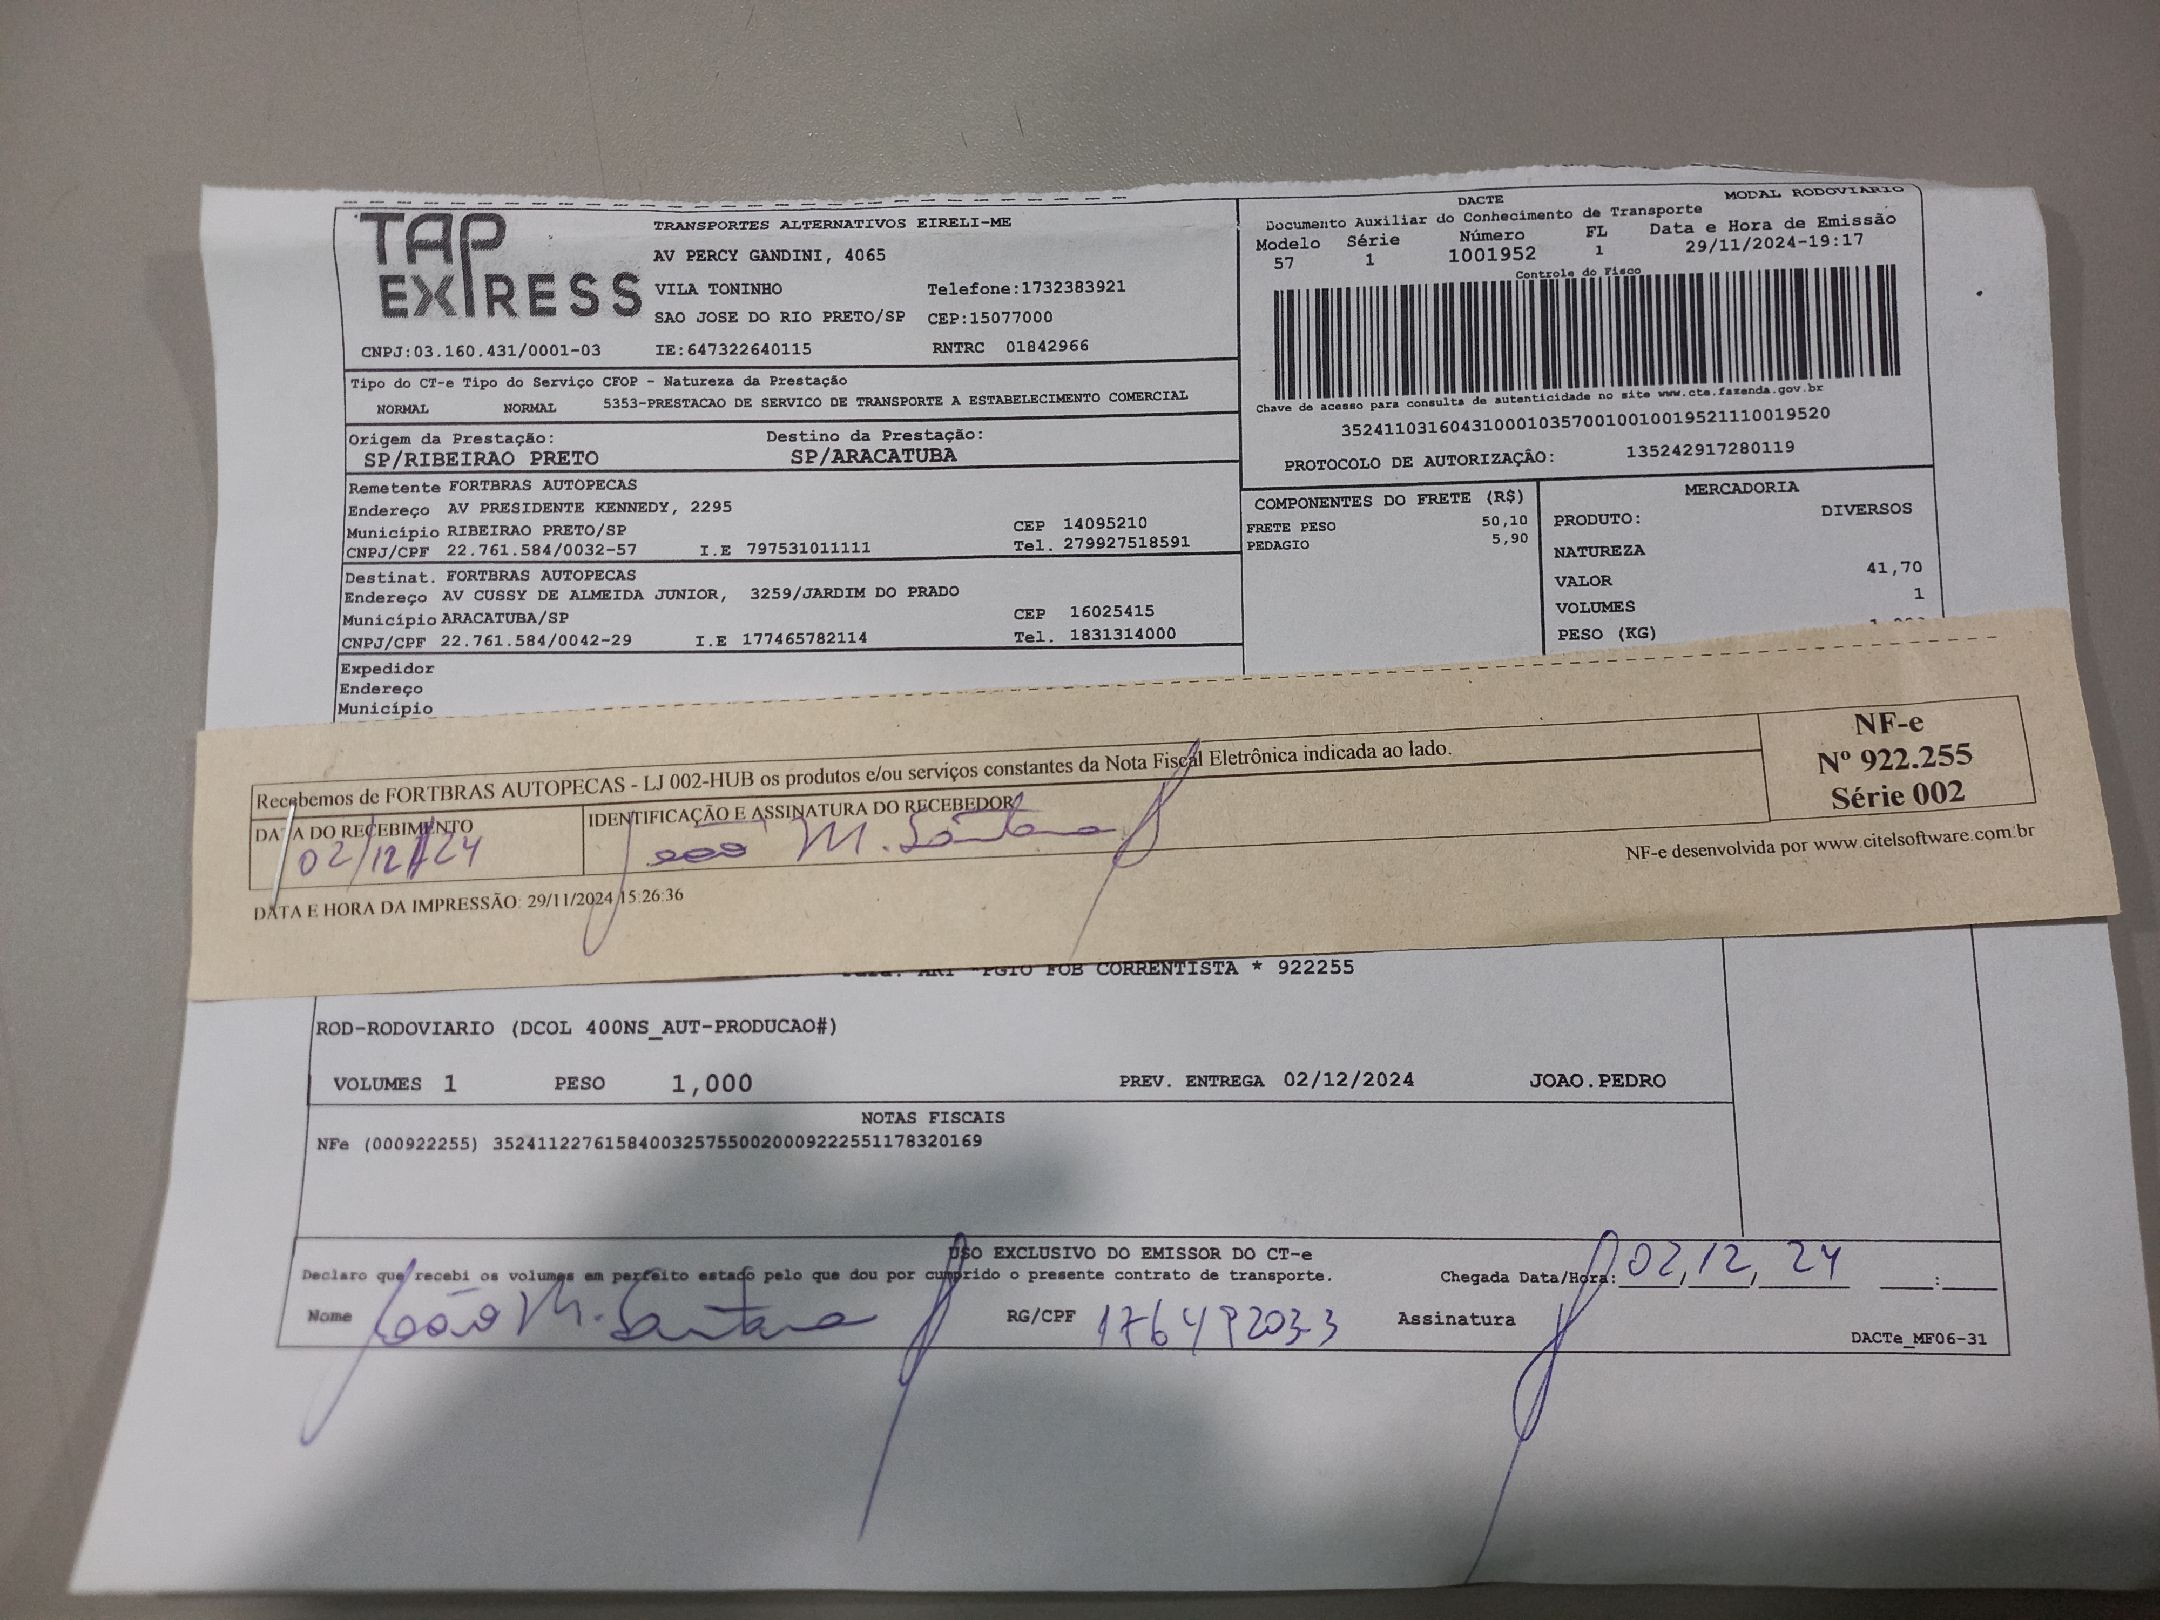 TAP EXPRESS
TRANSPORTES ALTERNATIVOS EIRELI-ME
AV PERCY GANDINI, 4065
VILA TONINHO Telefone:1732383921
SAO JOSE DO RIO PRETO/SP CEP:15077000
CNPJ:03.160.431/0001-03 IE:647322640115 RNTRC 01842966
DACTE MODAL RODOVIARIO
Documento Auxiliar do Conhecimento de Transporte
Modelo Série Número FL Data e Hora de Emissão
57 1 1001952 1 29/11/2024-19:17
Controle do Fisco
Chave de acesso para consulta de autenticidade no site www.cte.fazenda.gov.br
35241103160431000103570010010019521110019520
PROTOCOLO DE AUTORIZAÇÃO: 135242917280119
Tipo do CT-e Tipo do Serviço CFOP - Natureza da Prestação
NORMAL NORMAL 5353-PRESTACAO DE SERVICO DE TRANSPORTE A ESTABELECIMENTO COMERCIAL
Origem da Prestação: Destino da Prestação:
SP/RIBEIRAO PRETO SP/ARACATUBA
Remetente FORTBRAS AUTOPECAS
Endereço AV PRESIDENTE KENNEDY, 2295
Município RIBEIRAO PRETO/SP CEP 14095210
CNPJ/CPF 22.761.584/0032-57 I.E 797531011111 Tel. 279927518591
Destinat. FORTBRAS AUTOPECAS
Endereço AV CUSSY DE ALMEIDA JUNIOR, 3259/JARDIM DO PRADO
Município ARACATUBA/SP CEP 16025415
CNPJ/CPF 22.761.584/0042-29 I.E 177465782114 Tel. 1831314000
Expedidor
Endereço
Município
COMPONENTES DO FRETE (R$)
FRETE PESO 50,10
PEDAGIO 5,90
MERCADORIA
PRODUTO: DIVERSOS
NATUREZA
VALOR 41,70
VOLUMES 1
PESO (KG)
Recebemos de FORTBRAS AUTOPECAS - LJ 002-HUB os produtos e/ou serviços constantes da Nota Fiscal Eletrônica indicada ao lado.
DATA DO RECEBIMENTO IDENTIFICAÇÃO E ASSINATURA DO RECEBEDOR
02/12/24 João M. Santana
NF-e
Nº 922.255
Série 002
DATA E HORA DA IMPRESSÃO: 29/11/2024 15:26:36
NF-e desenvolvida por www.citelsoftware.com.br
FOB CORRENTISTA * 922255
ROD-RODOVIARIO (DCOL 400NS_AUT-PRODUCAO#)
VOLUMES 1 PESO 1,000 PREV. ENTREGA 02/12/2024 JOAO.PEDRO
NOTAS FISCAIS
NFe (000922255) 35241122761584003257550020009222551178320169
USO EXCLUSIVO DO EMISSOR DO CT-e
Declaro que recebi os volumes em perfeito estado pelo que dou por cumprido o presente contrato de transporte. Chegada Data/Hora: 02, 12, 24 :
Nome João M. Santana RG/CPF Assinatura
DACTe_MF06-31